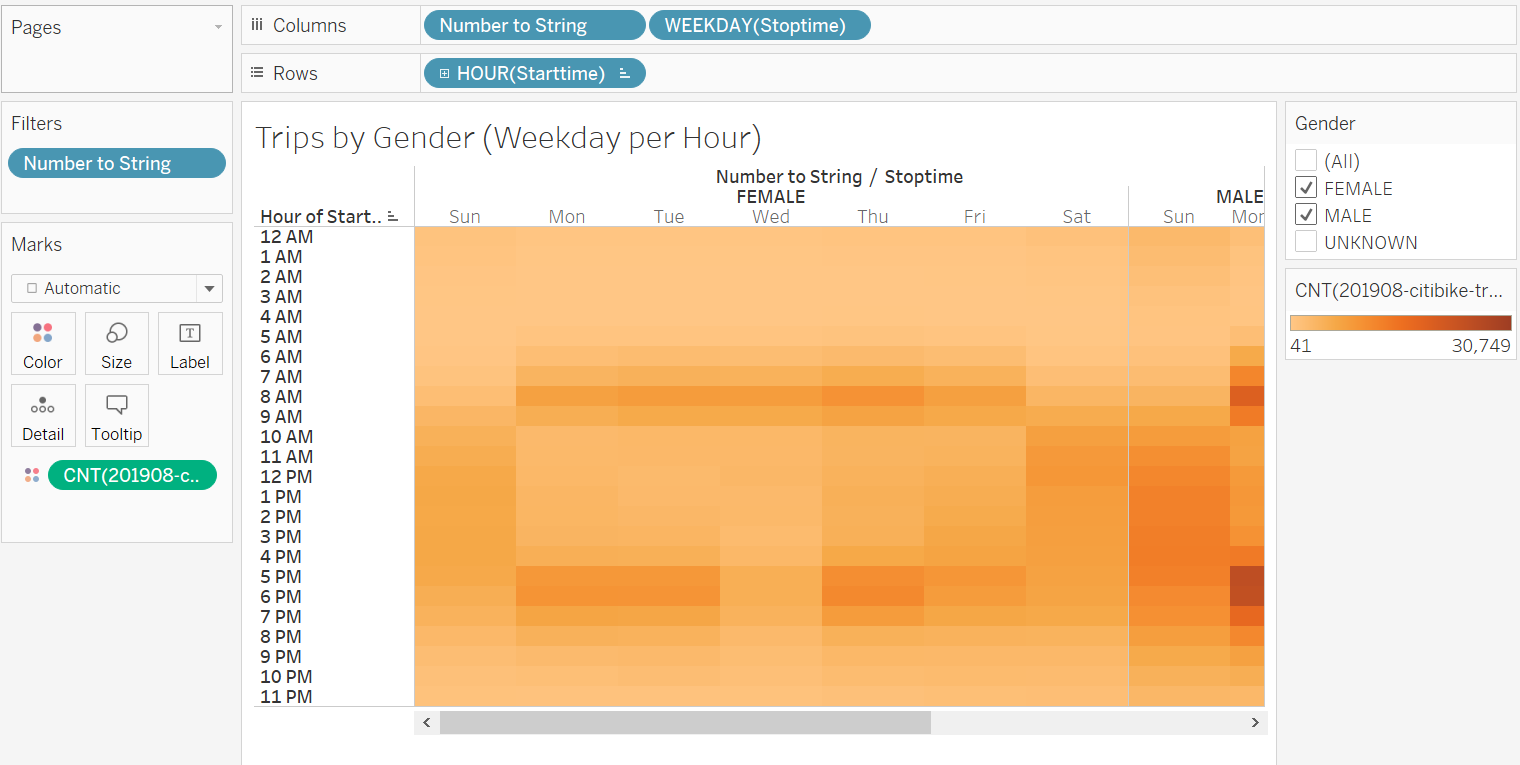 Pages
Columns
Number to String
WEEKDAY(Stoptime)
Rows
HOUR(Starttime)
Filters
Number to String
Marks
Automatic
Color
Size
Label
Detail
Tooltip
CNT(201908-c..
Trips by Gender (Weekday per Hour)
Number to String / Stoptime
FEMALE
MALE
Hour of Start..
Sun Mon Tue Wed Thu Fri Sat Sun Mor
12 AM
1 AM
2 AM
3 AM
4 AM
5 AM
6 AM
7 AM
8 AM
9 AM
10 AM
11 AM
12 PM
1 PM
2 PM
3 PM
4 PM
5 PM
6 PM
7 PM
8 PM
9 PM
10 PM
11 PM
Gender
(All)
FEMALE
MALE
UNKNOWN
CNT(201908-citibike-tr...
41 30,749